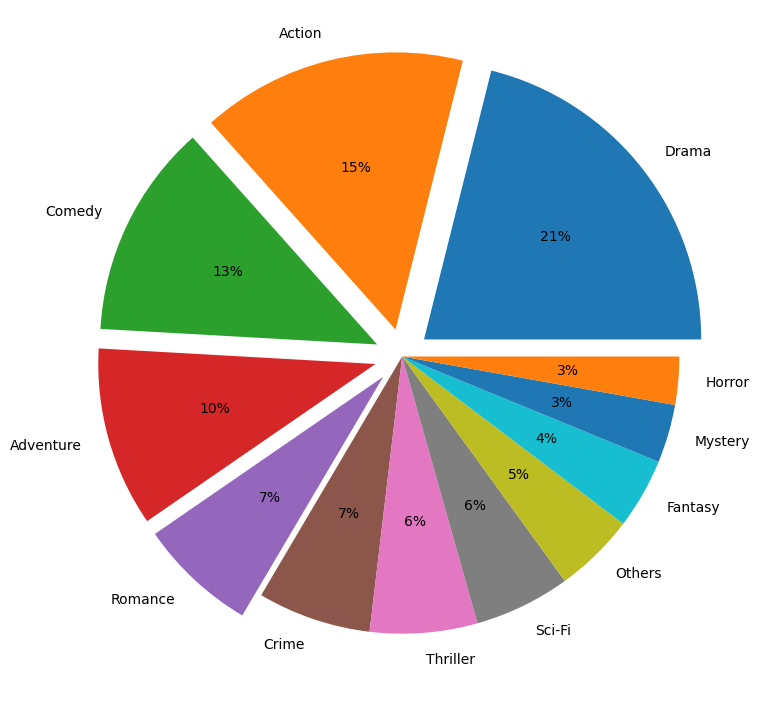 Action
Drama
15%
21%
Comedy
13%
Horror
3%
3%
Mystery
10%
4%
Adventure
5%
7%
Fantasy
6%
7%
6%
Others
Romance
Sci-Fi
Crime
Thriller